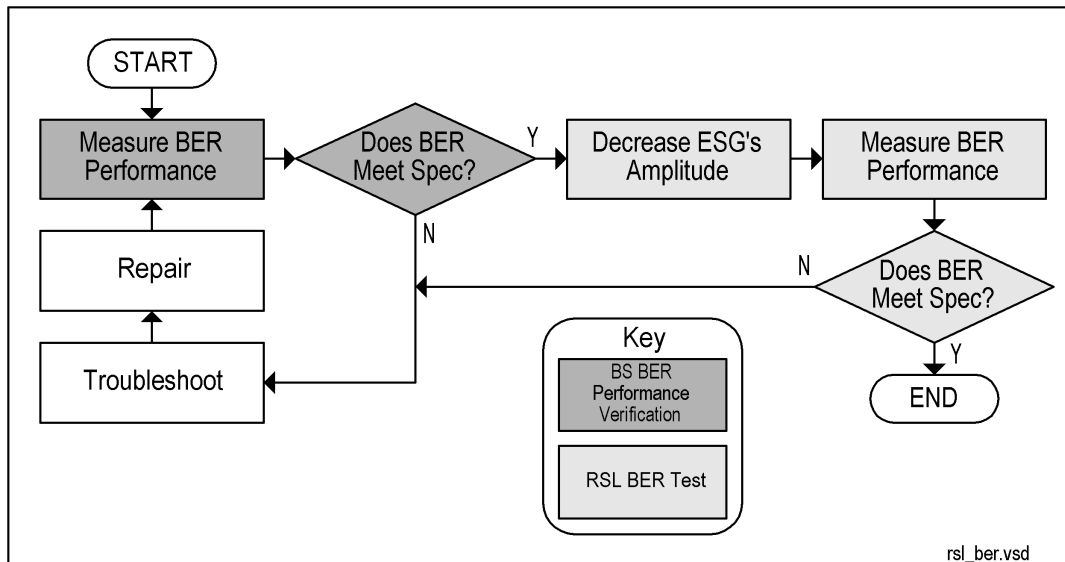 START
Measure BER
Performance
Does BER
Meet Spec?
Y
Decrease ESG's
Amplitude
Measure BER
Performance
N
Repair
N
Does BER
Meet Spec?
Troubleshoot
Y
END
Key
BS BER
Performance
Verification
RSL BER Test
rsl_ber.vsd